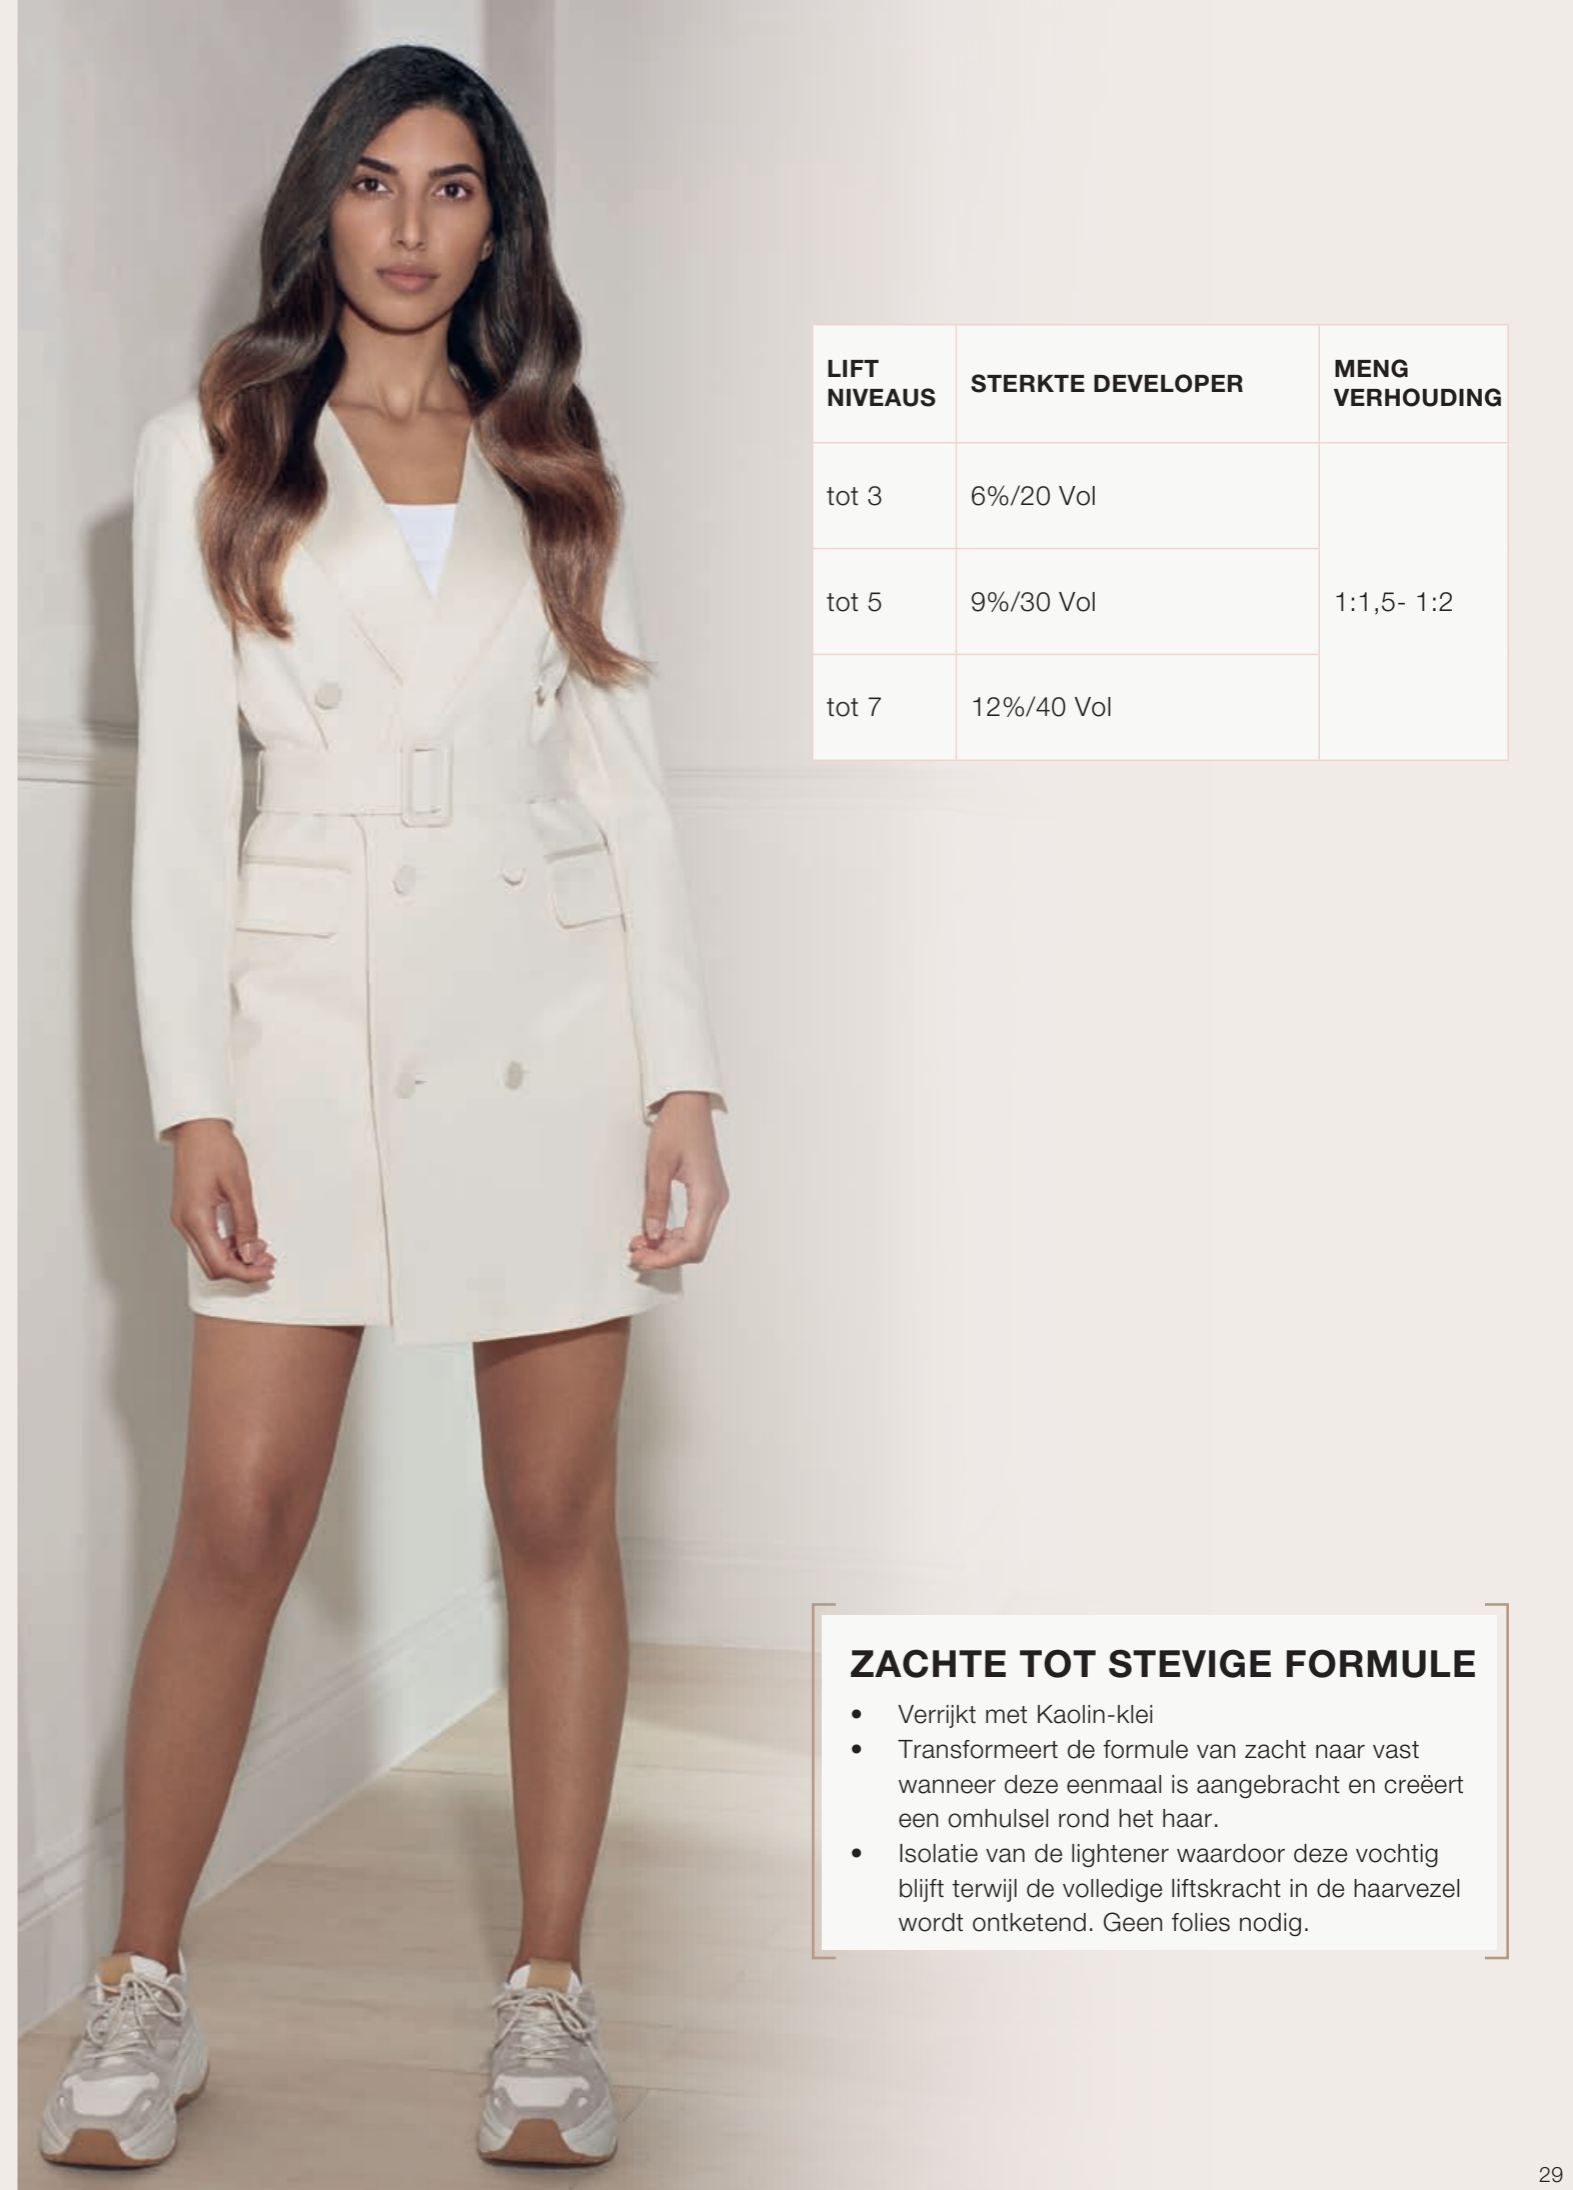 LIFT
NIVEAUS
STERKTE DEVELOPER
MENG
VERHOUDING
tot 3
6%/20 Vol
tot 5
9%/30 Vol
1:1,5- 1:2
tot 7
12%/40 Vol
ZACHTE TOT STEVIGE FORMULE
• Verrijkt met Kaolin-klei
• Transformeert de formule van zacht naar vast
wanneer deze eenmaal is aangebracht en creëert
een omhulsel rond het haar.
• Isolatie van de lightener waardoor deze vochtig
blijft terwijl de volledige liftskracht in de haarvezel
wordt ontketend. Geen folies nodig.
29